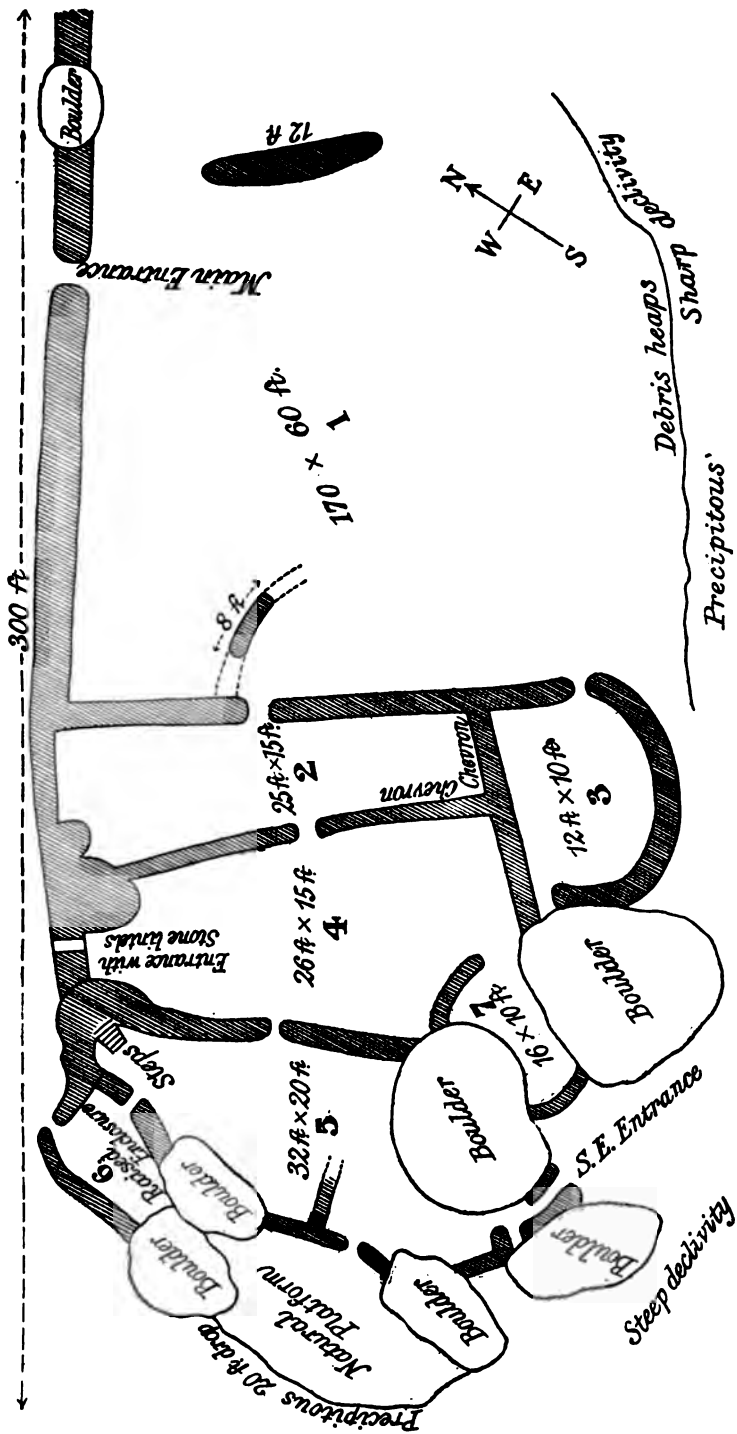 300 ft
Boulder
Main Entrance
12 ft
N
E
W
S
170 × 60 ft.
1
8 ft
Sharp declivity
Debris heaps
Precipitous'
25 ft × 15 ft
2
Chevron
Chevron
12 ft × 10 ft
3
26 ft × 15 ft
4
Entrance with
Stone lintels
Steps
32 ft × 20 ft
5
6
Raised
Enclosure
16 × 10 ft
7
Boulder
Boulder
Boulder
Boulder
Boulder
Boulder
S.E. Entrance
Steep declivity
Natural
Platform
Precipitous 20 ft drop